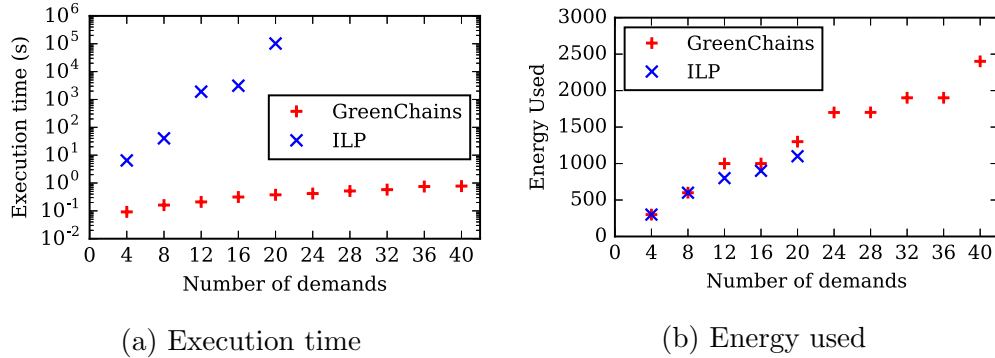 10^6
10^5
10^4
10^3
10^2
10^1
10^0
10^-1
10^-2
Execution time (s)
GreenChains
ILP
0 4 8 12 16 20 24 28 32 36 40
Number of demands
(a) Execution time
3000
2500
2000
1500
1000
500
0
Energy Used
GreenChains
ILP
0 4 8 12 16 20 24 28 32 36 40
Number of demands
(b) Energy used